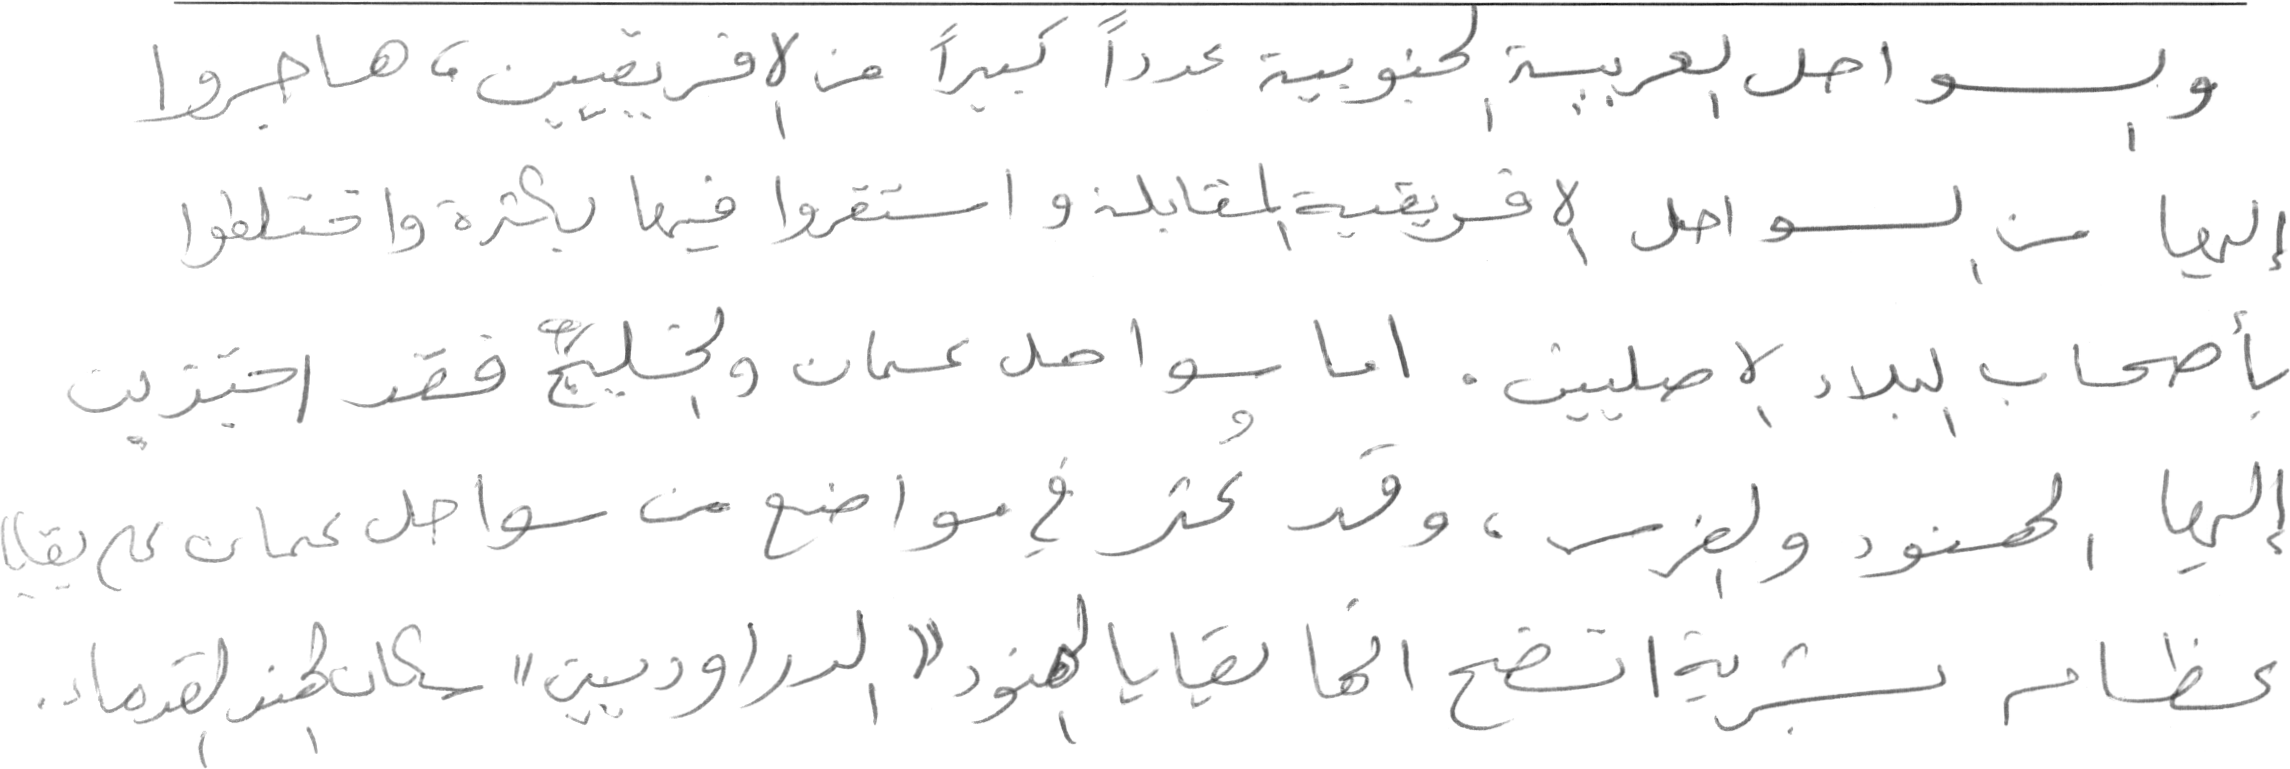 والسواحل العربية الجنوبية عدداً كبيراً من الافريقيين، هاجروا
إليها من السواحل الافريقية المقابلة واستقروا فيها بكثرة واختلطوا
بأصحاب البلاد الاصليين. اما سواحل عمان والخليج فقد اجتذبت
إليها الهنود والفرس، وقد عُثر في مواضع من سواحل عمان على بقايا
عظام بشرية اتضح انها بقايا الهنود «الدراوديين» سكان الهند القدماء.